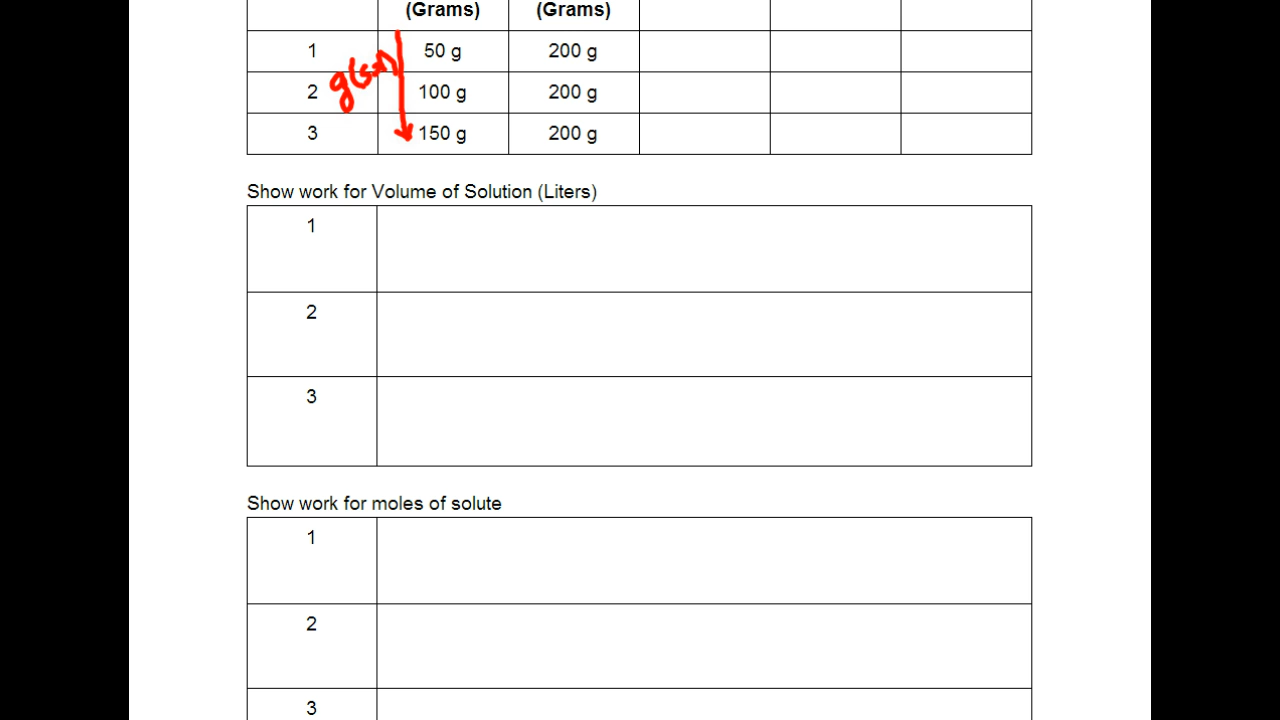 (Grams) (Grams)
1 50 g 200 g
2 100 g 200 g
3 150 g 200 g
Show work for Volume of Solution (Liters)
1
2
3
Show work for moles of solute
1
2
3